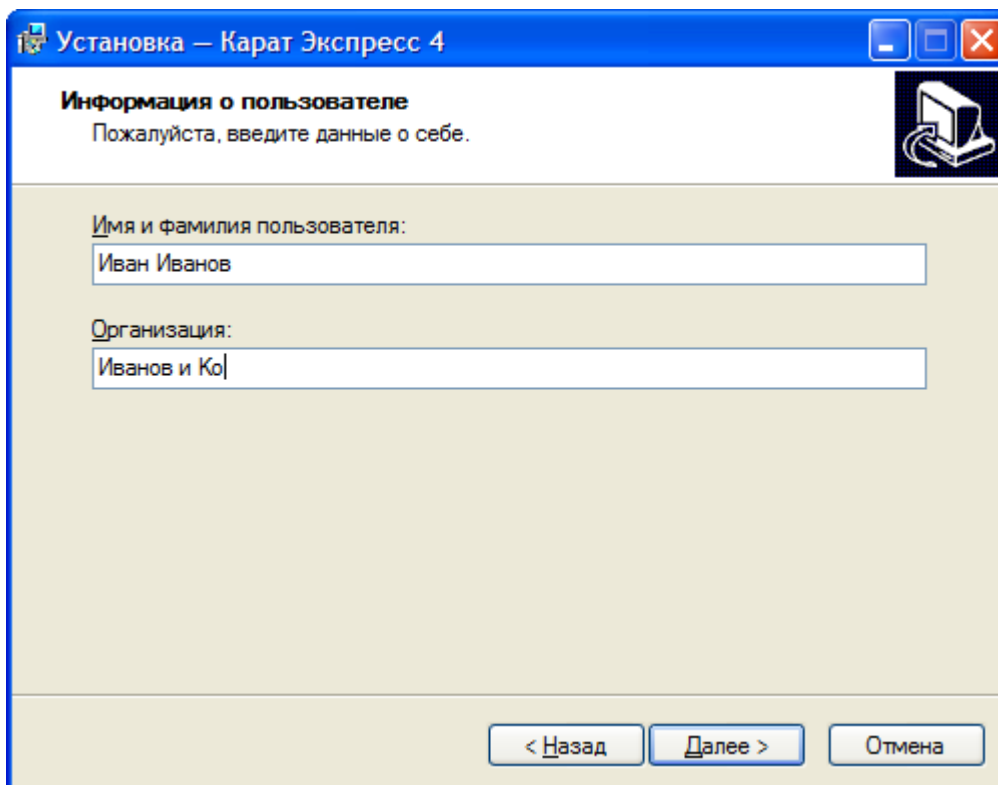 Установка — Карат Экспресс 4
Информация о пользователе
Пожалуйста, введите данные о себе.
Имя и фамилия пользователя:
Иван Иванов
Организация:
Иванов и Ко
< Назад
Далее >
Отмена